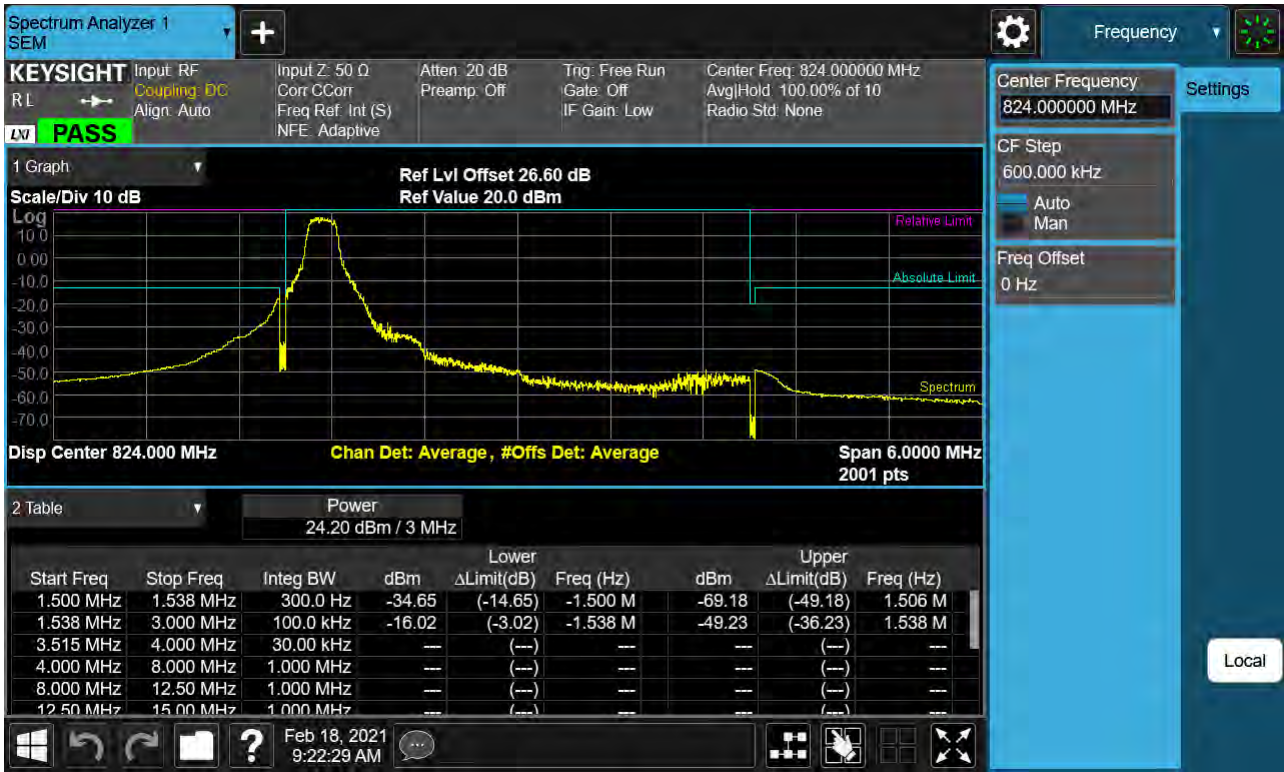 Spectrum Analyzer 1
SEM
+
Frequency
KEYSIGHT
R L
LXI
PASS
Input: RF
Coupling: DC
Align: Auto
Input Z: 50 Ω
Corr CCorr
Freq Ref: Int (S)
NFE: Adaptive
Atten: 20 dB
Preamp: Off
Trig: Free Run
Gate: Off
IF Gain: Low
Center Freq: 824.000000 MHz
Avg|Hold: 100.00% of 10
Radio Std: None
Center Frequency
824.000000 MHz
Settings
CF Step
600.000 kHz
Auto
Man
Freq Offset
0 Hz
Local
1 Graph
Scale/Div 10 dB
Ref Lvl Offset 26.60 dB
Ref Value 20.0 dBm
Log
10.0
0.00
-10.0
-20.0
-30.0
-40.0
-50.0
-60.0
-70.0
Relative Limit
Absolute Limit
Spectrum
Disp Center 824.000 MHz
Chan Det: Average, #Offs Det: Average
Span 6.0000 MHz
2001 pts
2 Table
Power
24.20 dBm / 3 MHz
Lower Upper
Start Freq Stop Freq Integ BW dBm ΔLimit(dB) Freq (Hz) dBm ΔLimit(dB) Freq (Hz)
1.500 MHz 1.538 MHz 300.0 Hz -34.65 (-14.65) -1.500 M -69.18 (-49.18) 1.506 M
1.538 MHz 3.000 MHz 100.0 kHz -16.02 (-3.02) -1.538 M -49.23 (-36.23) 1.538 M
3.515 MHz 4.000 MHz 30.00 kHz --- (---) --- --- (---) ---
4.000 MHz 8.000 MHz 1.000 MHz --- (---) --- --- (---) ---
8.000 MHz 12.50 MHz 1.000 MHz --- (---) --- --- (---) ---
12.50 MHz 15.00 MHz 1.000 MHz --- (---) --- --- (---) ---
?
Feb 18, 2021
9:22:29 AM